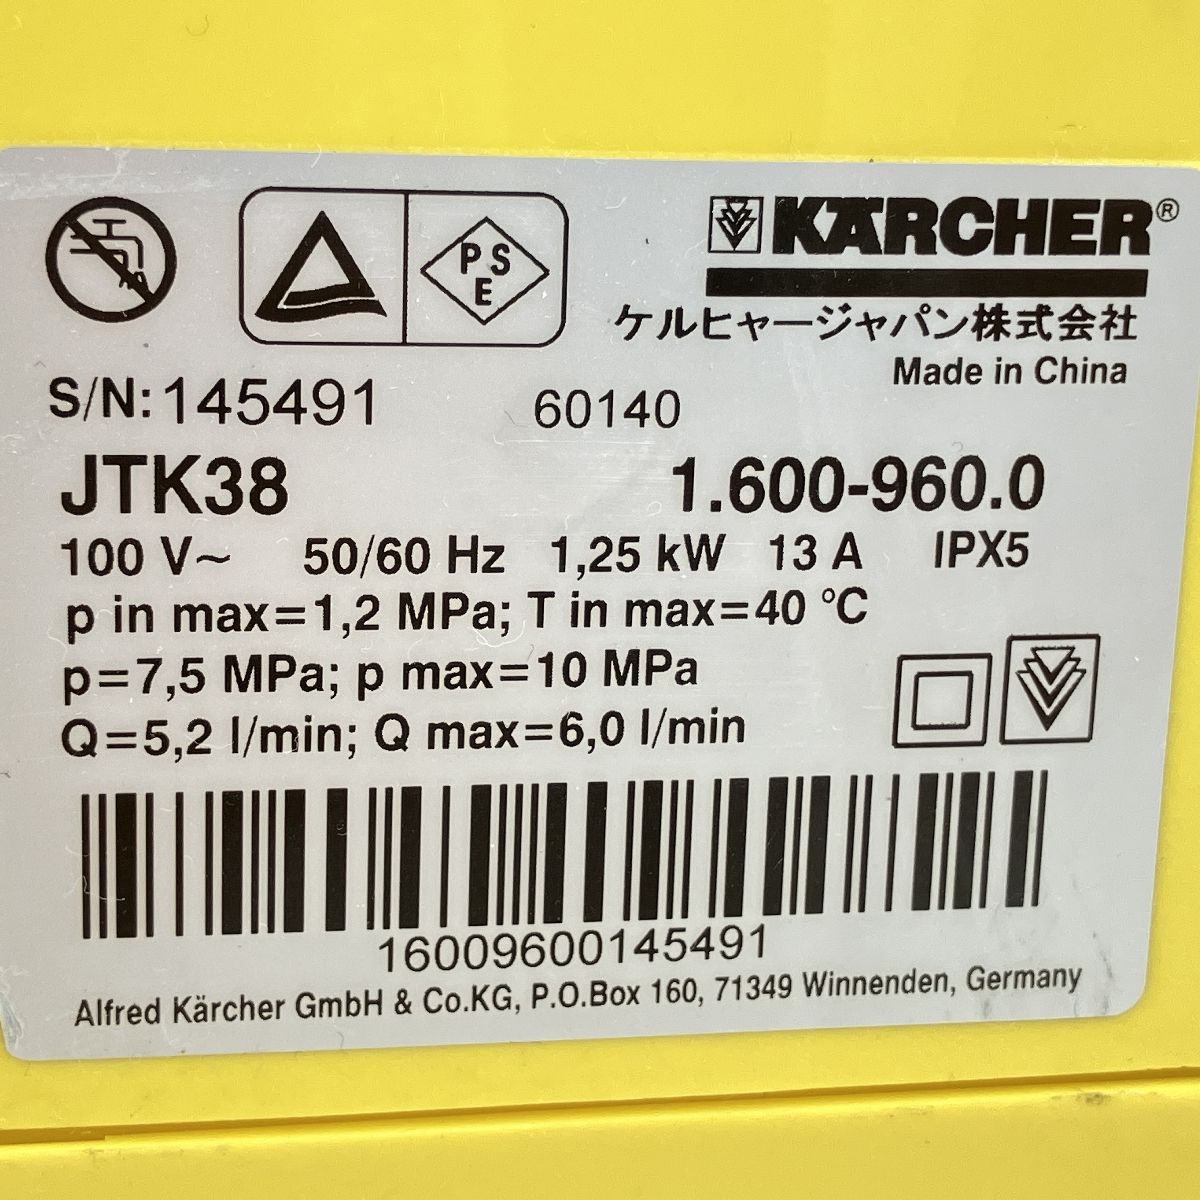 PSE
KÄRCHER®
ケルヒャージャパン株式会社
Made in China
S/N: 145491 60140
JTK38 1.600-960.0
100 V~ 50/60 Hz 1,25 kW 13 A IPX5
p in max=1,2 MPa; T in max=40 °C
p=7,5 MPa; p max=10 MPa
Q=5,2 l/min; Q max=6,0 l/min
16009600145491
Alfred Kärcher GmbH & Co.KG, P.O.Box 160, 71349 Winnenden, Germany